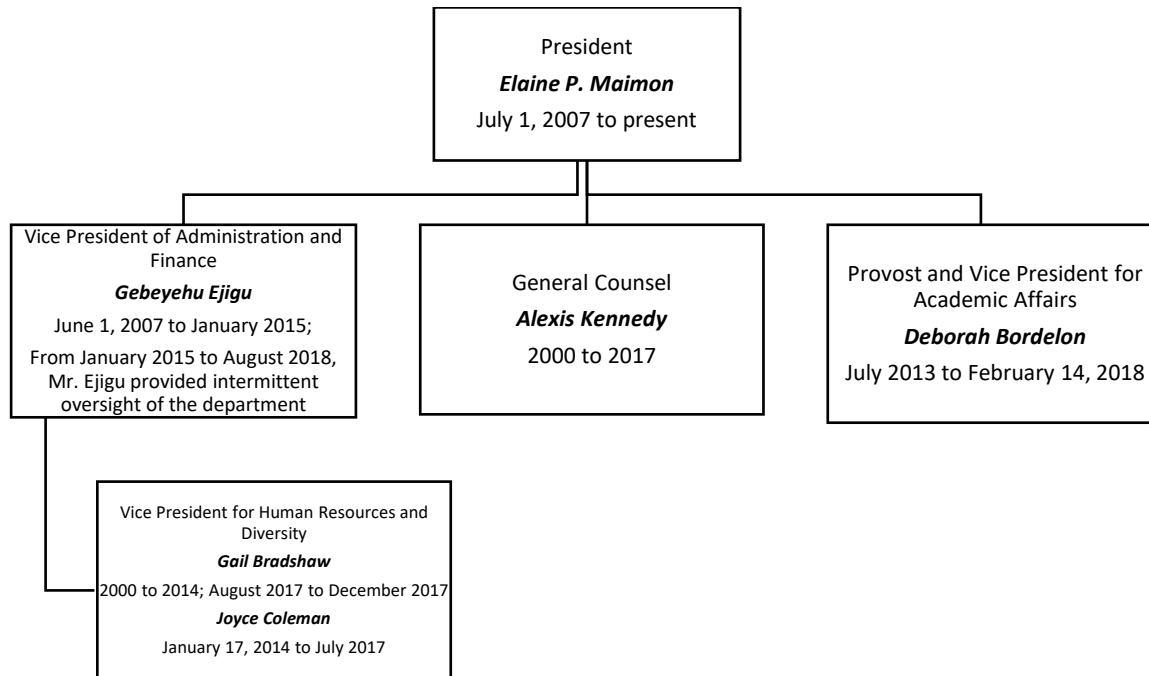 President
Elaine P. Maimon
July 1, 2007 to present
Vice President of Administration and
Finance
Gebeyehu Ejigu
June 1, 2007 to January 2015;
From January 2015 to August 2018,
Mr. Ejigu provided intermittent
oversight of the department
General Counsel
Alexis Kennedy
2000 to 2017
Provost and Vice President for
Academic Affairs
Deborah Bordelon
July 2013 to February 14, 2018
Vice President for Human Resources and
Diversity
Gail Bradshaw
2000 to 2014; August 2017 to December 2017
Joyce Coleman
January 17, 2014 to July 2017